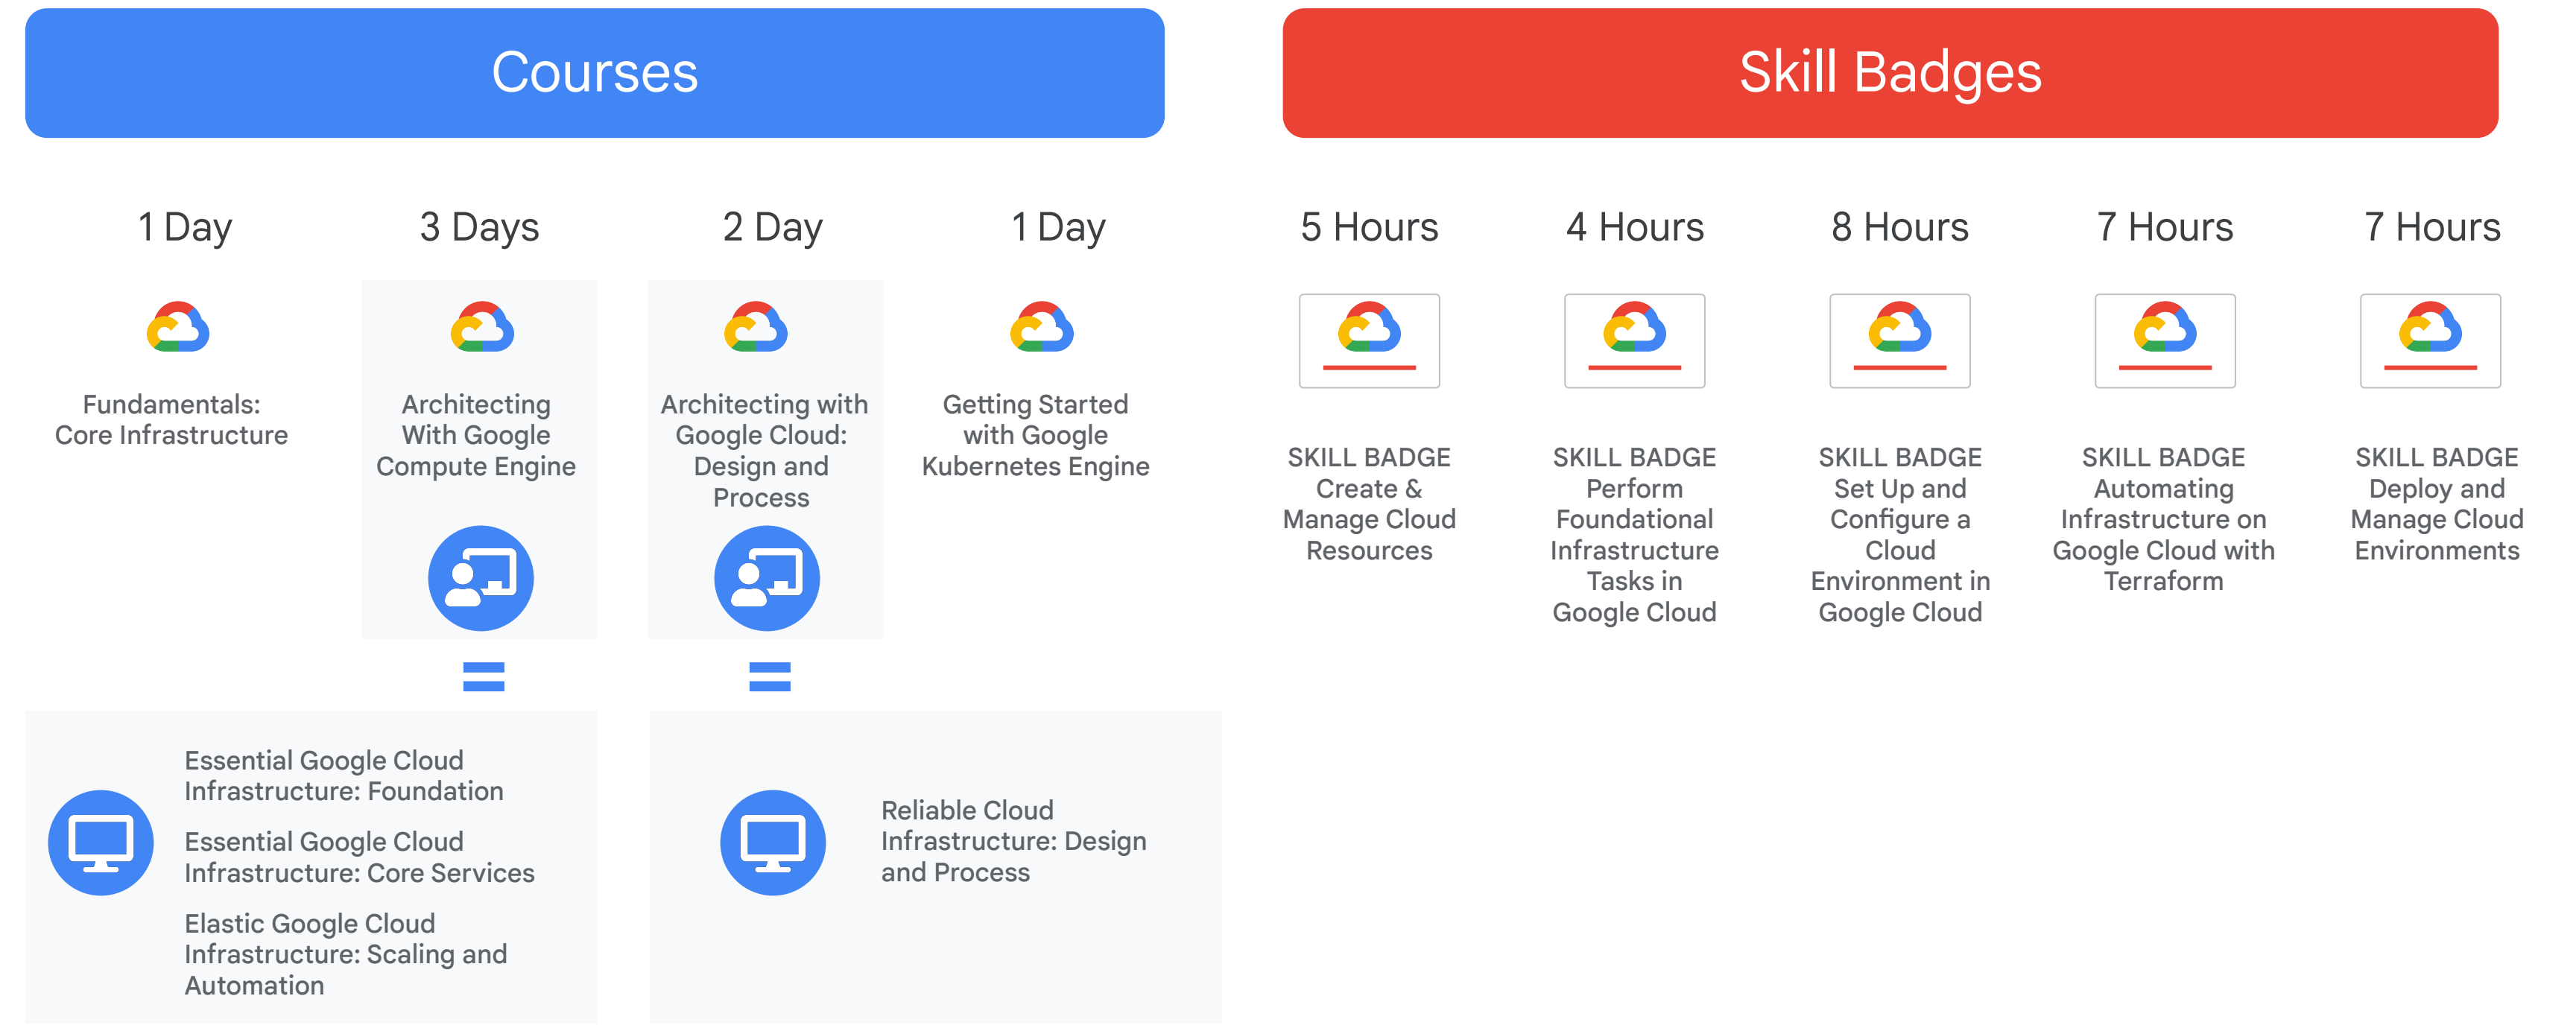 Courses
1 Day
3 Days
2 Day
1 Day
Fundamentals:
Core Infrastructure
Architecting
With Google
Compute Engine
Architecting with
Google Cloud:
Design and
Process
Getting Started
with Google
Kubernetes Engine
=
=
Essential Google Cloud
Infrastructure: Foundation
Essential Google Cloud
Infrastructure: Core Services
Elastic Google Cloud
Infrastructure: Scaling and
Automation
Reliable Cloud
Infrastructure: Design
and Process
Skill Badges
5 Hours
4 Hours
8 Hours
7 Hours
7 Hours
SKILL BADGE
Create &
Manage Cloud
Resources
SKILL BADGE
Perform
Foundational
Infrastructure
Tasks in
Google Cloud
SKILL BADGE
Set Up and
Configure a
Cloud
Environment in
Google Cloud
SKILL BADGE
Automating
Infrastructure on
Google Cloud with
Terraform
SKILL BADGE
Deploy and
Manage Cloud
Environments